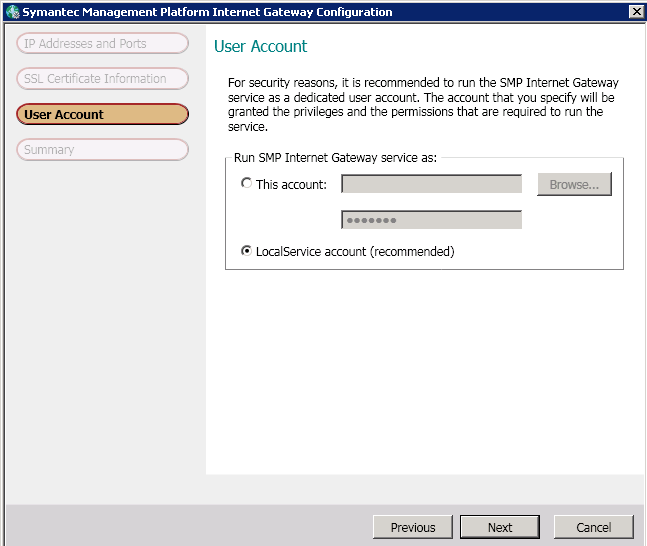 Symantec Management Platform Internet Gateway Configuration
IP Addresses and Ports
SSL Certificate Information
User Account
Summary
User Account
For security reasons, it is recommended to run the SMP Internet Gateway
service as a dedicated user account. The account that you specify will be
granted the privileges and the permissions that are required to run the
service.
Run SMP Internet Gateway service as:
This account:
Browse...
●●●●●●●
LocalService account (recommended)
Previous
Next
Cancel